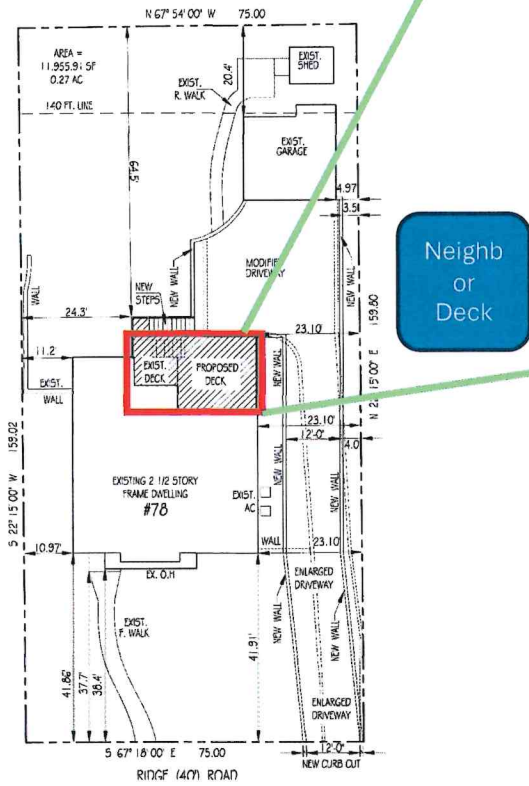 N 67° 54' 00" W 75.00
AREA =
11,955.91 SF
0.27 AC
EXIST.
R. WALK
20.4'
EXIST.
SHED
140 FT. LINE
EXIST.
GARAGE
64.5'
4.97
3.5
MODIFIED
DRIVEWAY
NEW WALL
NEW
STEPS
WALL
24.3'
Neighb
or
Deck
NEW WALL
159.80
23.10'
11.2
EXIST.
DECK
PROPOSED
DECK
NEW WALL
EXIST.
WALL
23.10'
12'-0"
4.0
S 22° 15' 00" W 159.02
EXISTING 2 1/2 STORY
FRAME DWELLING
#78
NEW WALL
EXIST.
AC
NEW WALL
10.97'
WALL
23.10'
EX. O.H
ENLARGED
DRIVEWAY
EXIST.
F. WALK
NEW WALL
NEW WALL
41.86'
37.7'
38.4'
41.91'
ENLARGED
DRIVEWAY
S 67° 18' 00" E 75.00
12'-0"
NEW CURB CUT
RIDGE (40') ROAD